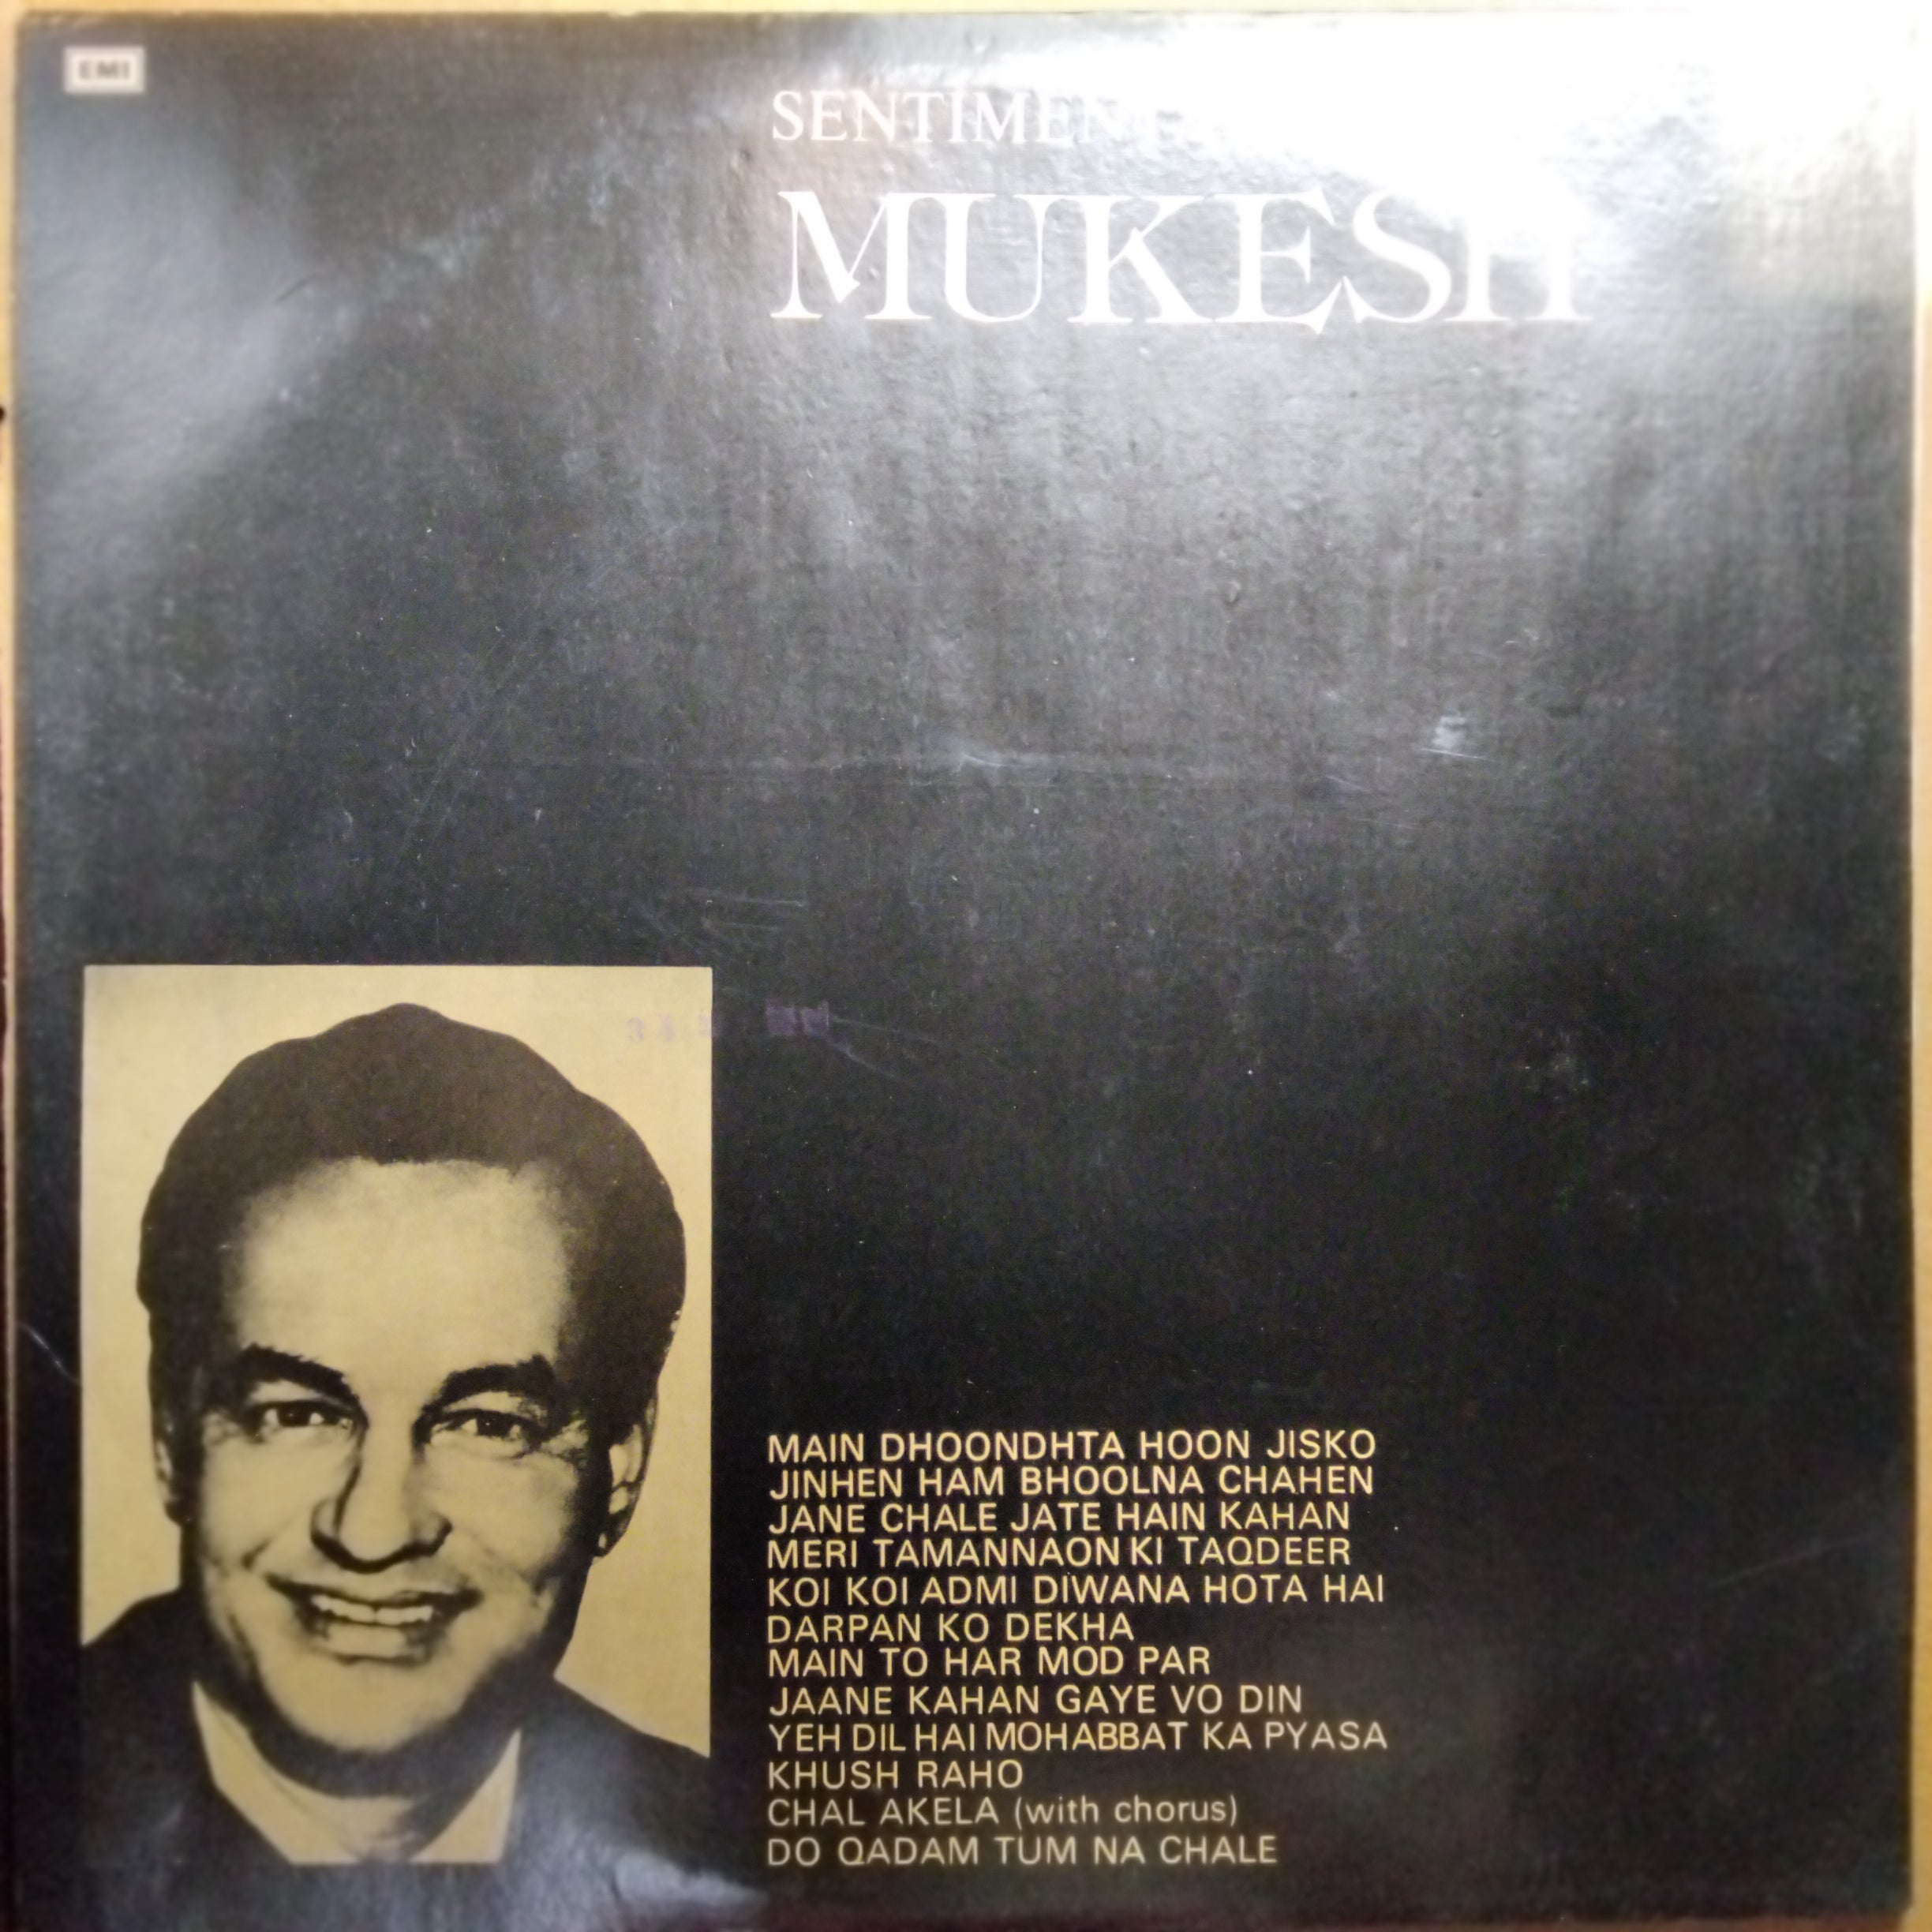 EMI
MUKESH
MAIN DHOONDHTA HOON JISKO
JINHEN HAM BHOOLNA CHAHEN
JANE CHALE JATE HAIN KAHAN
MERI TAMANNAON KI TAQDEER
KOI KOI ADMI DIWANA HOTA HAI
DARPAN KO DEKHA
MAIN TO HAR MOD PAR
JAANE KAHAN GAYE VO DIN
YEH DIL HAI MOHABBAT KA PYASA
KHUSH RAHO
CHAL AKELA (with chorus)
DO QADAM TUM NA CHALE